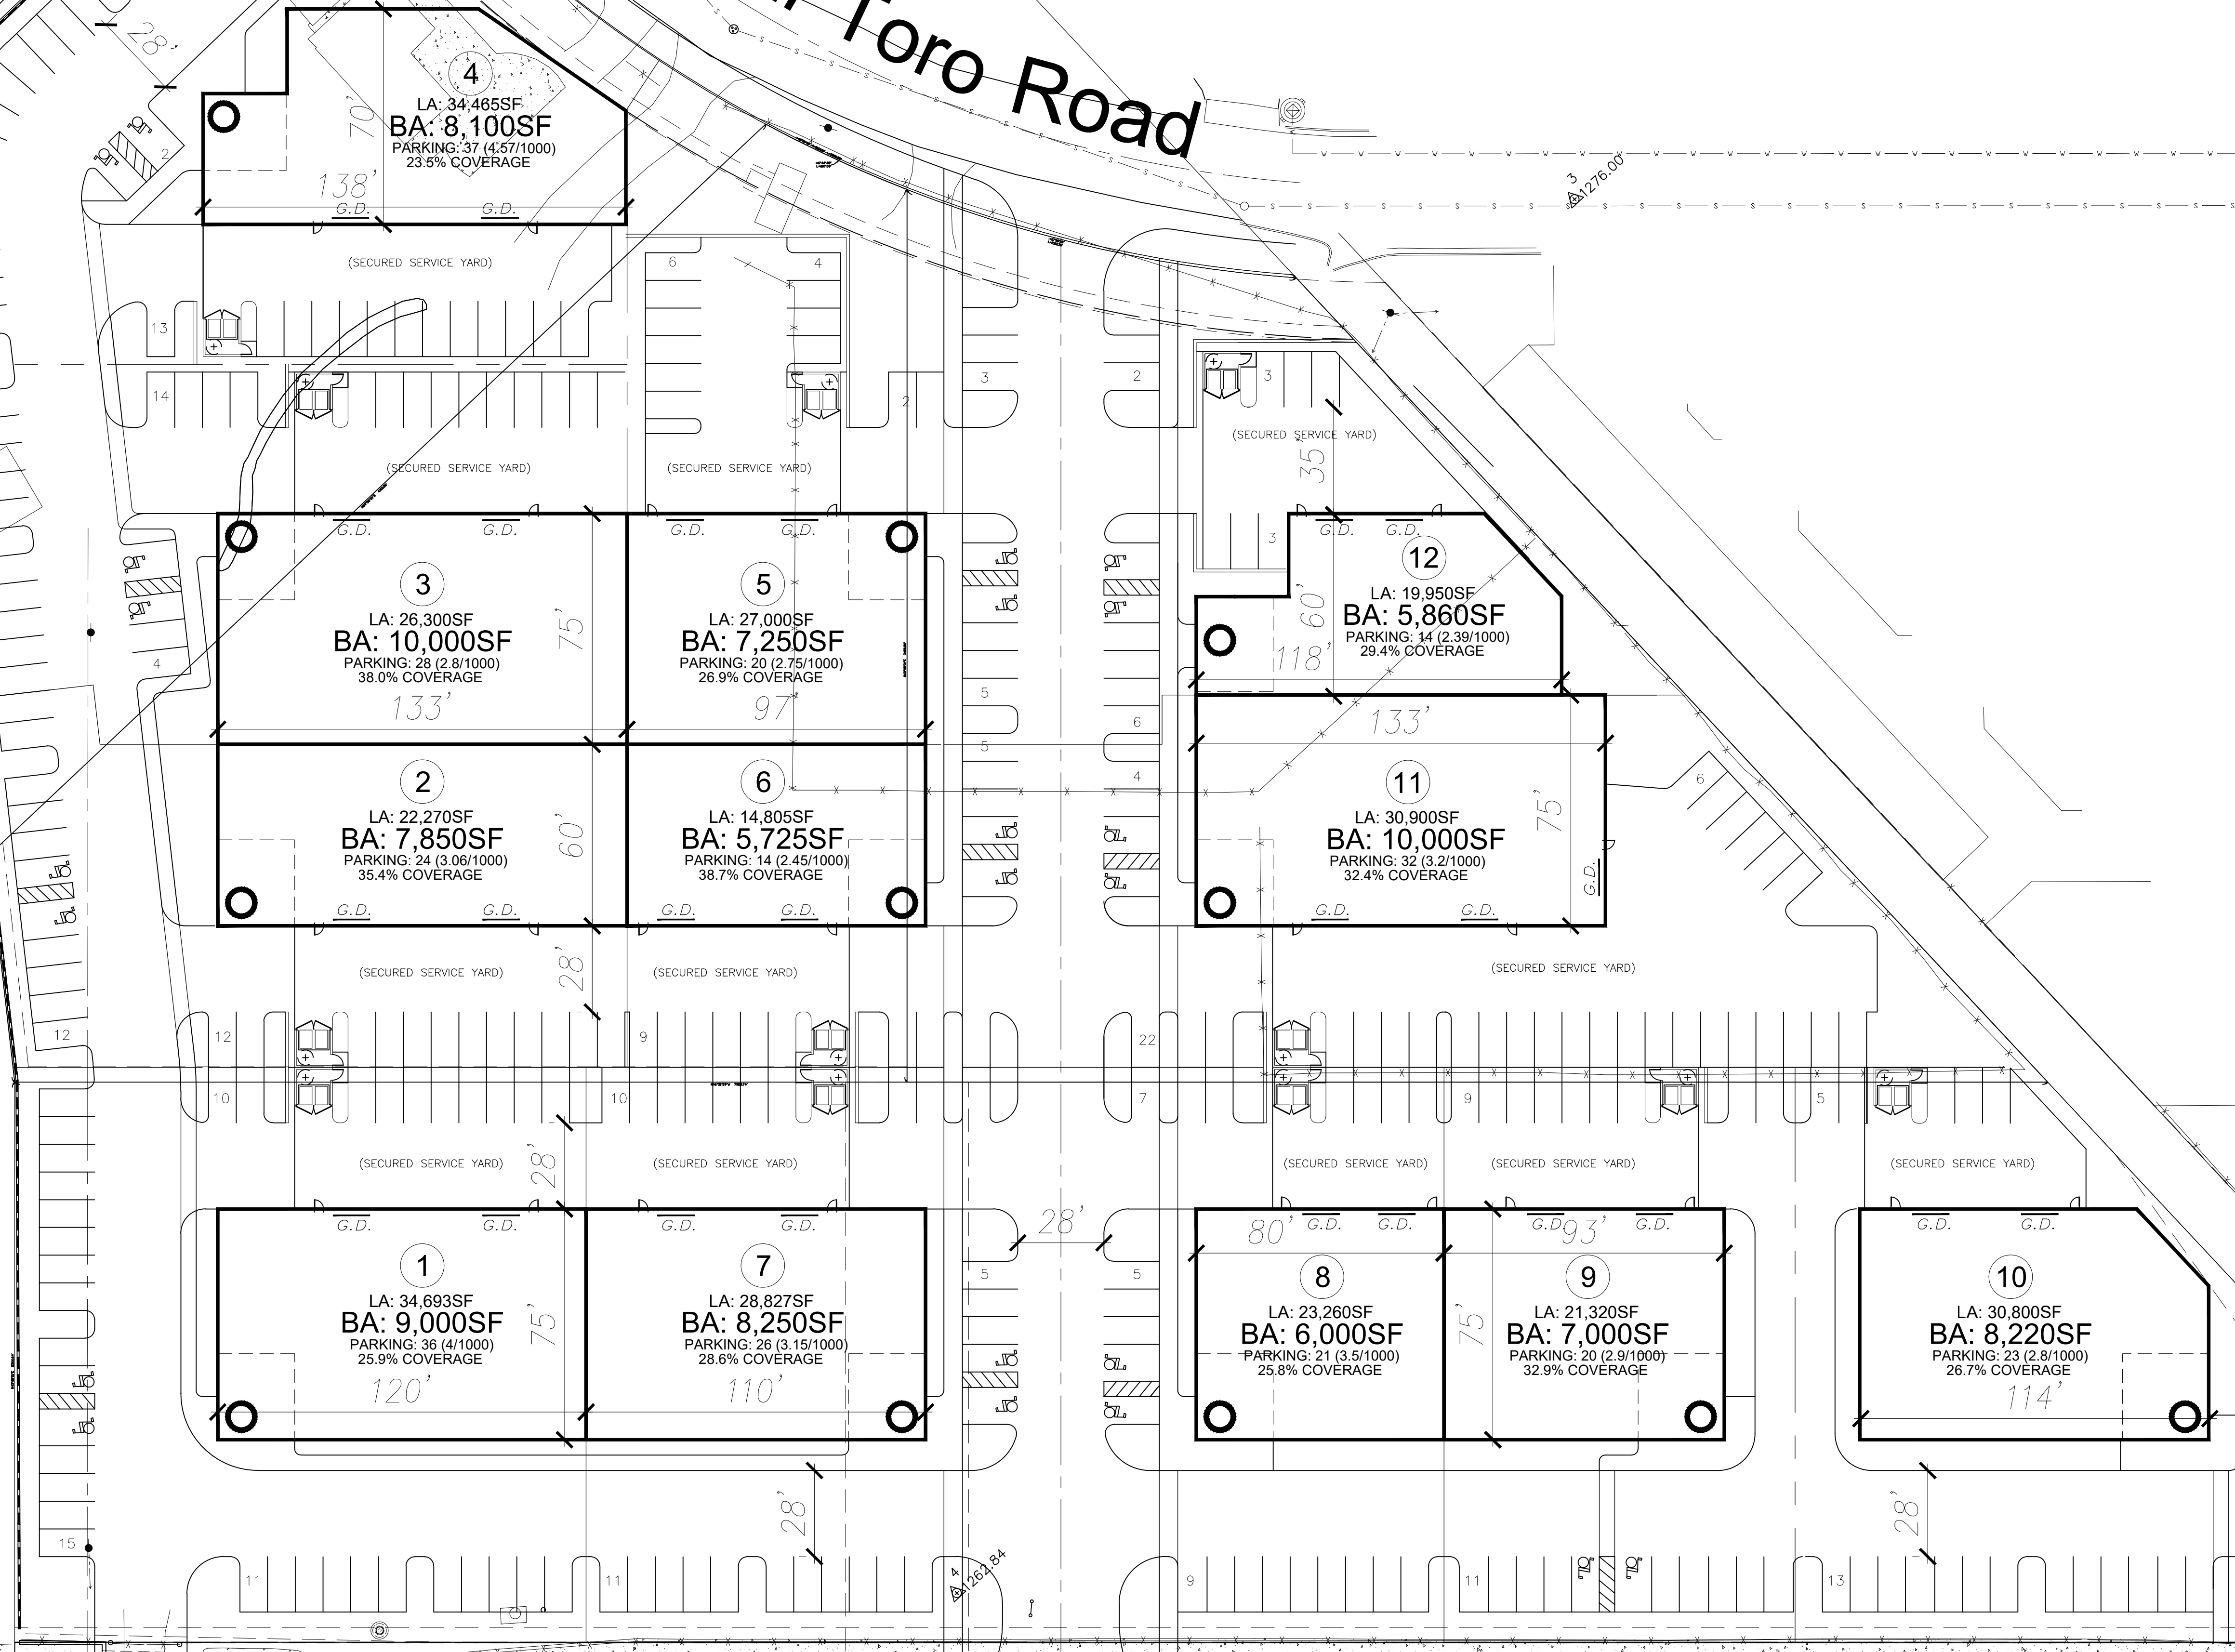 Toro Road
28'
4
LA: 34,465SF
BA: 8,100SF
PARKING: 37 (4.57/1000)
23.5% COVERAGE
70'
138'
G.D.
G.D.
2
3
1276.00
(SECURED SERVICE YARD)
6
4
13
14
2
3
2
3
(SECURED SERVICE YARD)
(SECURED SERVICE YARD)
(SECURED SERVICE YARD)
35'
G.D.
G.D.
G.D.
G.D.
3
G.D.
G.D.
3
LA: 26,300SF
BA: 10,000SF
PARKING: 28 (2.8/1000)
38.0% COVERAGE
133'
75'
5
LA: 27,000SF
BA: 7,250SF
PARKING: 20 (2.75/1000)
26.9% COVERAGE
97'
12
LA: 19,950SF
BA: 5,860SF
PARKING: 14 (2.39/1000)
29.4% COVERAGE
60'
118'
4
5
6
5
4
133'
6
2
LA: 22,270SF
BA: 7,850SF
PARKING: 24 (3.06/1000)
35.4% COVERAGE
60'
6
LA: 14,805SF
BA: 5,725SF
PARKING: 14 (2.45/1000)
38.7% COVERAGE
11
LA: 30,900SF
BA: 10,000SF
PARKING: 32 (3.2/1000)
32.4% COVERAGE
75'
G.D.
G.D.
G.D.
G.D.
G.D.
G.D.
G.D.
(SECURED SERVICE YARD)
28'
(SECURED SERVICE YARD)
(SECURED SERVICE YARD)
12
12
9
22
10
10
7
9
5
(SECURED SERVICE YARD)
28'
(SECURED SERVICE YARD)
(SECURED SERVICE YARD)
(SECURED SERVICE YARD)
(SECURED SERVICE YARD)
G.D.
G.D.
G.D.
G.D.
28'
80'
G.D.
G.D.
G.D.
93'
G.D.
G.D.
G.D.
1
LA: 34,693SF
BA: 9,000SF
PARKING: 36 (4/1000)
25.9% COVERAGE
120'
75'
7
LA: 28,827SF
BA: 8,250SF
PARKING: 26 (3.15/1000)
28.6% COVERAGE
110'
5
5
8
LA: 23,260SF
BA: 6,000SF
PARKING: 21 (3.5/1000)
25.8% COVERAGE
75'
9
LA: 21,320SF
BA: 7,000SF
PARKING: 20 (2.9/1000)
32.9% COVERAGE
10
LA: 30,800SF
BA: 8,220SF
PARKING: 23 (2.8/1000)
26.7% COVERAGE
114'
28'
28'
15
11
11
4
1262.84
9
11
13